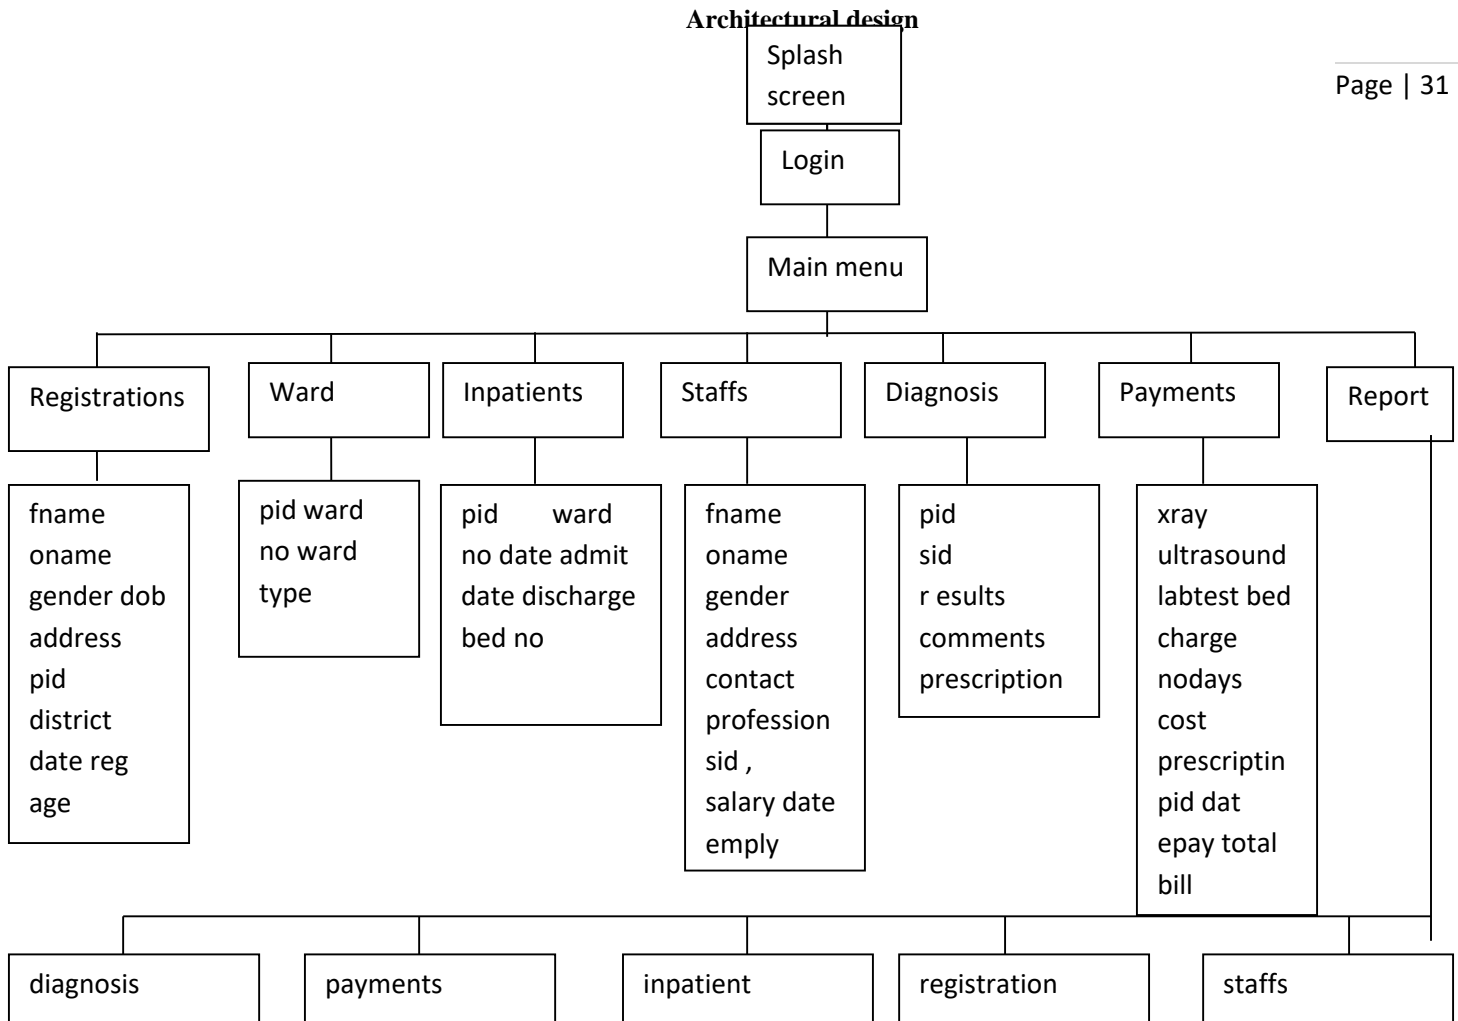 Architectural design
Page | 31
Splash
screen
Login
Main menu
Registrations
Ward
Inpatients
Staffs
Diagnosis
Payments
Report
fname
oname
gender dob
address
pid
district
date reg
age
pid ward
no ward
type
pid ward
no date admit
date discharge
bed no
fname
oname
gender
address
contact
profession
sid ,
salary date
emply
pid
sid
r esults
comments
prescription
xray
ultrasound
labtest bed
charge
nodays
cost
prescriptin
pid dat
epay total
bill
diagnosis
payments
inpatient
registration
staffs